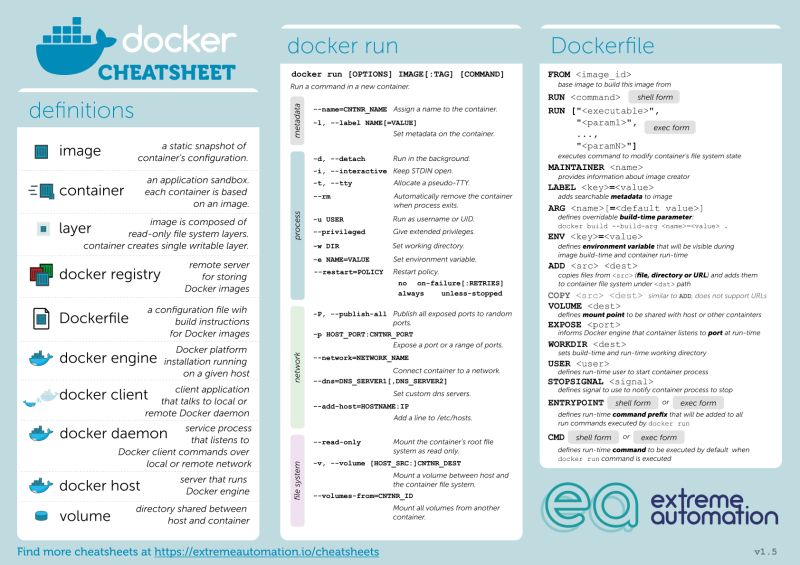 docker
CHEATSHEET
definitions
image
a static snapshot of
container's configuration.
container
an application sandbox.
each container is based
on an image.
layer
image is composed of
read-only file system layers.
container creates single writable layer.
docker registry
remote server
for storing
Docker images
Dockerfile
a configuration file wih
build instructions
for Docker images
docker engine
Docker platform
installation running
on a given host
docker client
client application
that talks to local or
remote Docker daemon
docker daemon
service process
that listens to
Docker client commands over
local or remote network
docker host
server that runs
Docker engine
volume
directory shared between
host and container
docker run
docker run [OPTIONS] IMAGE[:TAG] [COMMAND]
Run a command in a new container.
metadata
--name=CNTNR_NAME Assign a name to the container.
-l, --label NAME[=VALUE]
Set metadata on the container.
process
-d, --detach Run in the background.
-i, --interactive Keep STDIN open.
-t, --tty Allocate a pseudo-TTY.
--rm Automatically remove the container
when process exits.
-u USER Run as username or UID.
--privileged Give extended privileges.
-w DIR Set working directory.
-e NAME=VALUE Set environment variable.
--restart=POLICY Restart policy.
no on-failure[:RETRIES]
always unless-stopped
network
-P, --publish-all Publish all exposed ports to random
ports.
-p HOST_PORT:CNTNR_PORT
Expose a port or a range of ports.
--network=NETWORK_NAME
Connect container to a network.
--dns=DNS_SERVER1[,DNS_SERVER2]
Set custom dns servers.
--add-host=HOSTNAME:IP
Add a line to /etc/hosts.
file system
--read-only Mount the container's root file
system as read only.
-v, --volume [HOST_SRC:]CNTNR_DEST
Mount a volume between host and
the container file system.
--volumes-from=CNTNR_ID
Mount all volumes from another
container.
Dockerfile
FROM <image_id>
base image to build this image from
RUN <command> shell form
RUN ["<executable>",
"<param1>",
...,
"<paramN>"]
exec form
executes command to modify container's file system state
MAINTAINER <name>
provides information about image creator
LABEL <key>=<value>
adds searchable metadata to image
ARG <name>[=<default value>]
defines overridable build-time parameter:
docker build --build-arg <name>=<value> .
ENV <key>=<value>
defines environment variable that will be visible during
image build-time and container run-time
ADD <src> <dest>
copies files from <src> (file, directory or URL) and adds them
to container file system under <dst> path
COPY <src> <dest> similar to ADD, does not support URLs
VOLUME <dest>
defines mount point to be shared with host or other containters
EXPOSE <port>
informs Docker engine that container listens to port at run-time
WORKDIR <dest>
sets build-time and run-time working directory
USER <user>
defines run-time user to start container process
STOPSIGNAL <signal>
defines signal to use to notify container process to stop
ENTRYPOINT shell form or exec form
defines run-time command prefix that will be added to all
run commands executed by docker run
CMD shell form or exec form
defines run-time command to be executed by default when
docker run command is executed
ea extreme
automation
Find more cheatsheets at https://extremeautomation.io/cheatsheets
v1.5